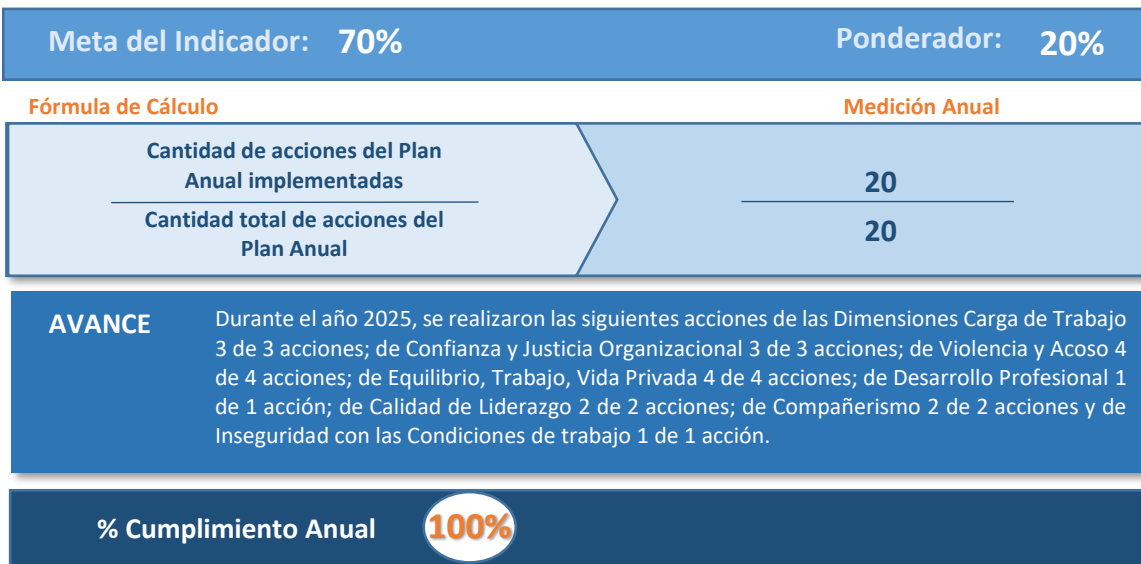 Meta del Indicador: 70%
Ponderador: 20%
Fórmula de Cálculo
Medición Anual
Cantidad de acciones del Plan
Anual implementadas
Cantidad total de acciones del
Plan Anual
20
20
AVANCE
Durante el año 2025, se realizaron las siguientes acciones de las Dimensiones Carga de Trabajo
3 de 3 acciones; de Confianza y Justicia Organizacional 3 de 3 acciones; de Violencia y Acoso 4
de 4 acciones; de Equilibrio, Trabajo, Vida Privada 4 de 4 acciones; de Desarrollo Profesional 1
de 1 acción; de Calidad de Liderazgo 2 de 2 acciones; de Compañerismo 2 de 2 acciones y de
Inseguridad con las Condiciones de trabajo 1 de 1 acción.
% Cumplimiento Anual 100%